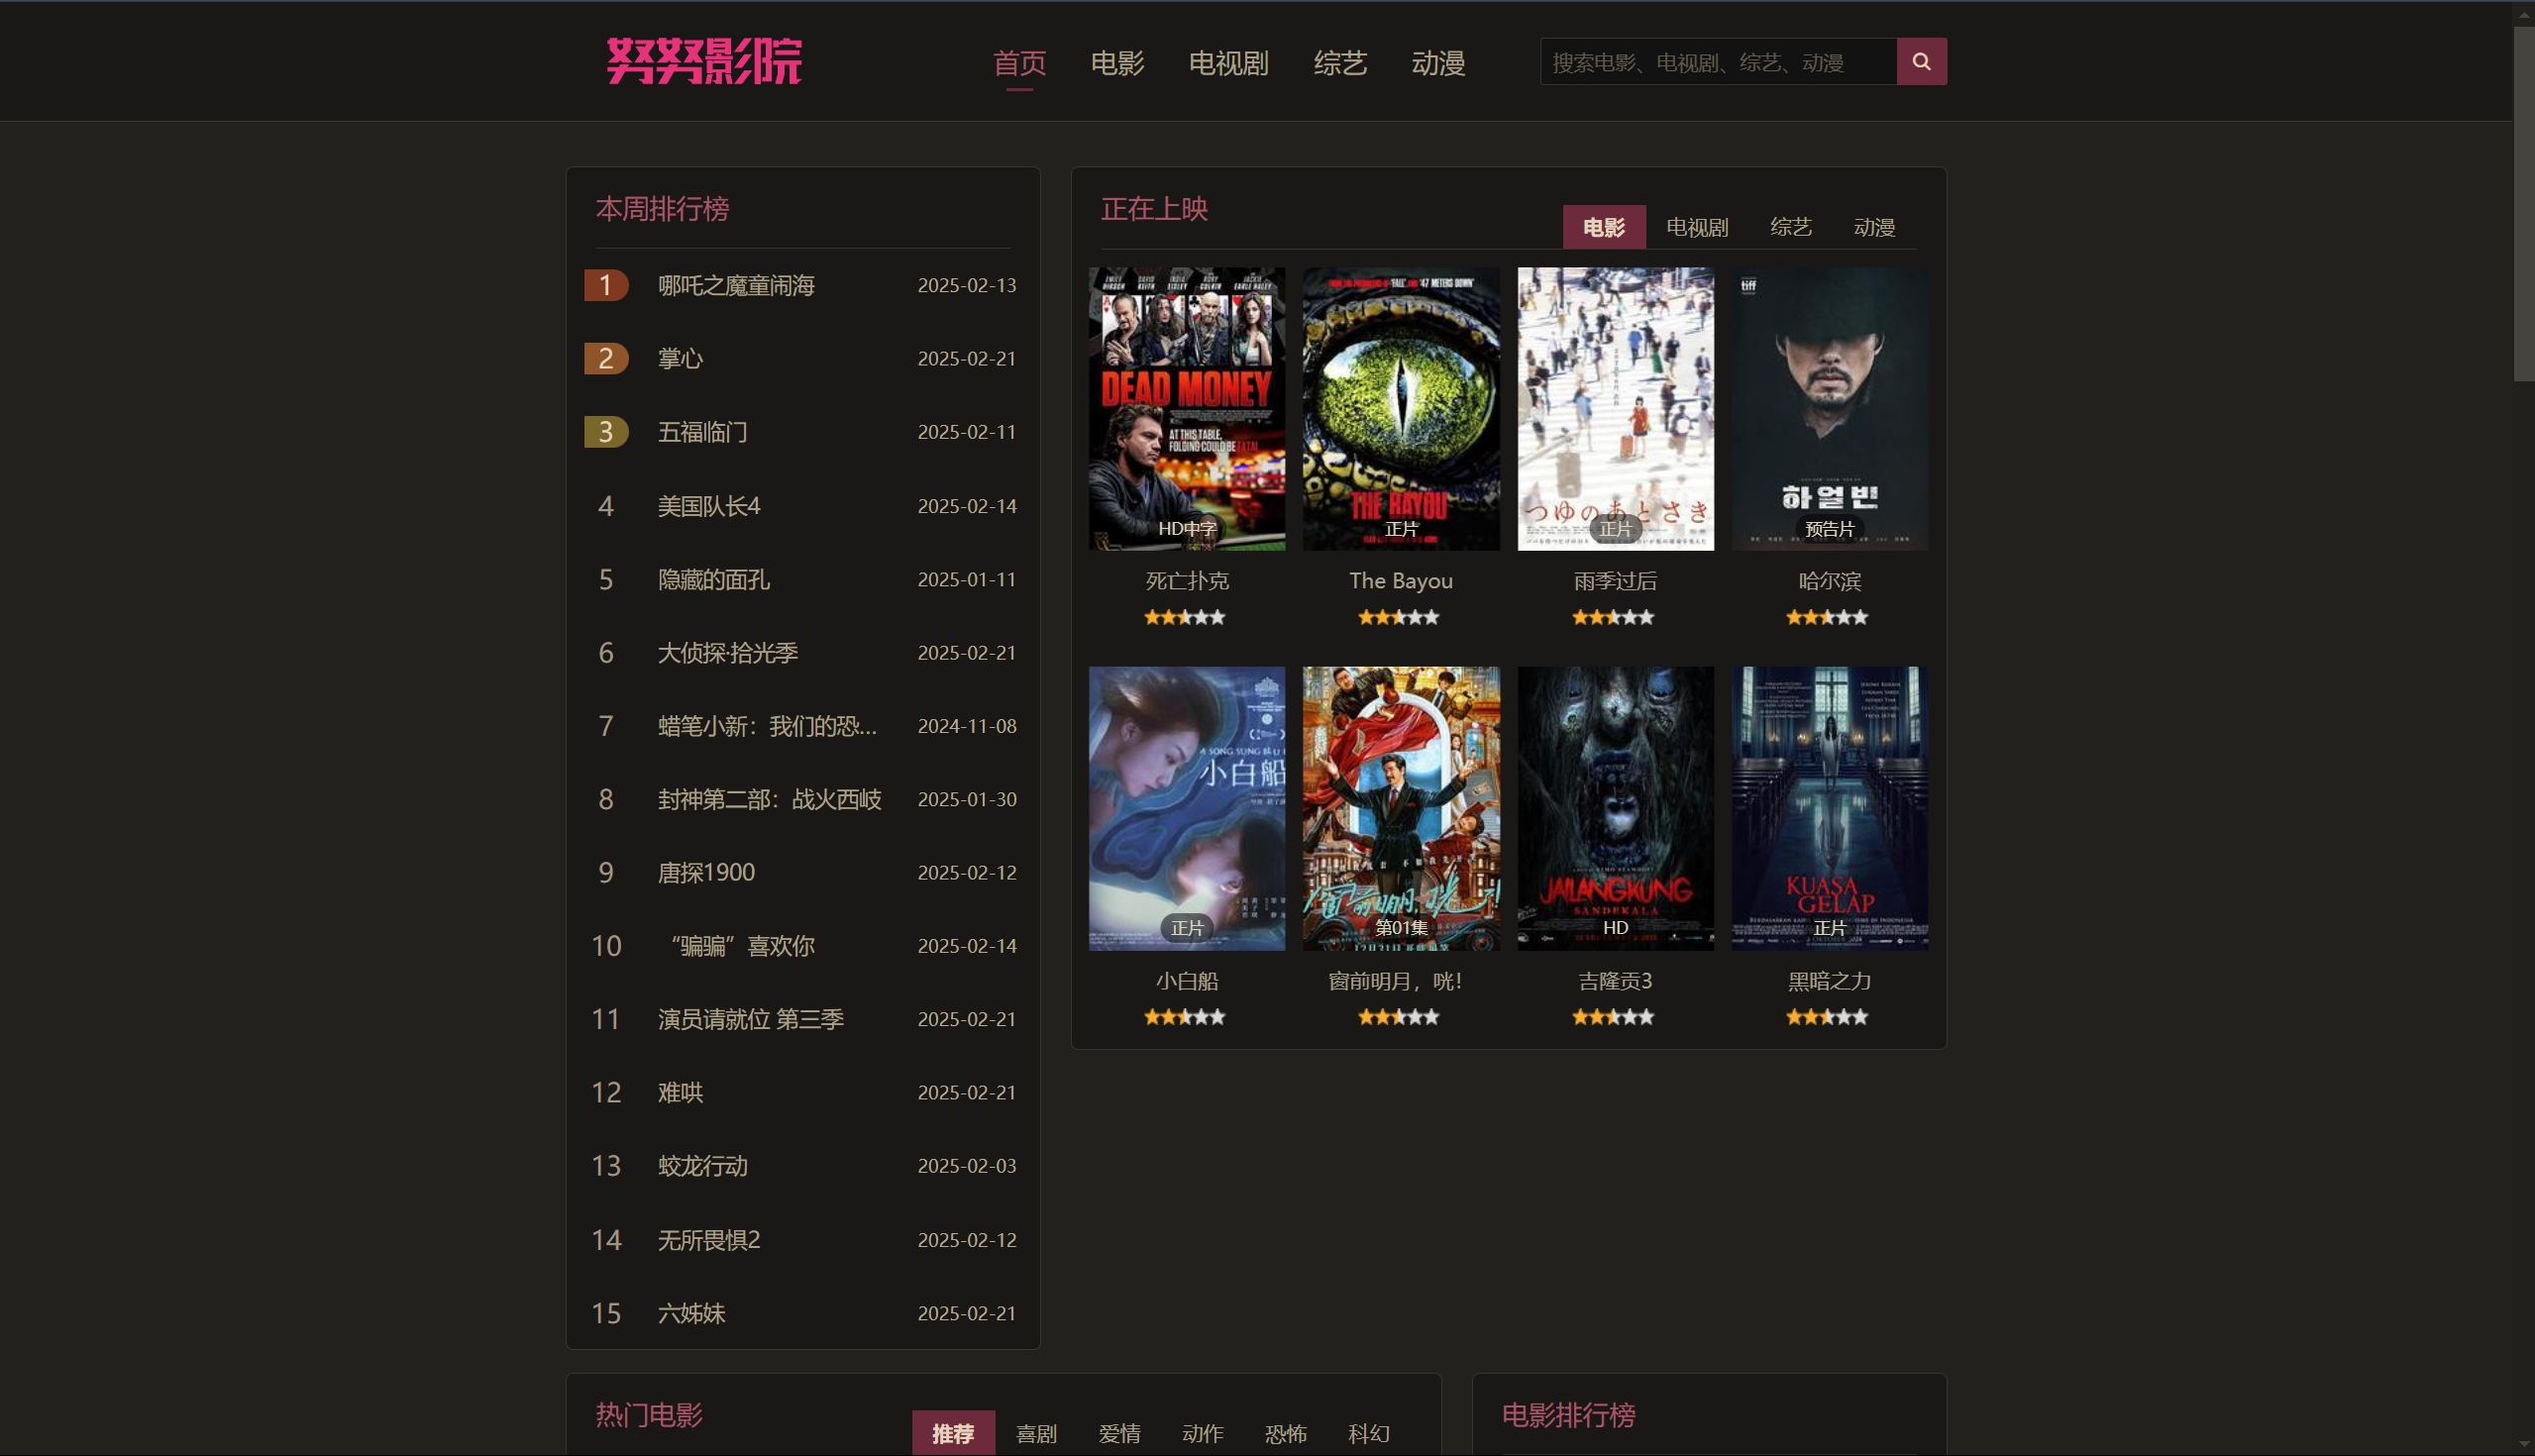 努努影院
首页 电影 电视剧 综艺 动漫
搜索电影、电视剧、综艺、动漫
本周排行榜
1 哪吒之魔童闹海 2025-02-13
2 掌心 2025-02-21
3 五福临门 2025-02-11
4 美国队长4 2025-02-14
5 隐藏的面孔 2025-01-11
6 大侦探·拾光季 2025-02-21
7 蜡笔小新：我们的恐... 2024-11-08
8 封神第二部：战火西岐 2025-01-30
9 唐探1900 2025-02-12
10 “骗骗”喜欢你 2025-02-14
11 演员请就位 第三季 2025-02-21
12 难哄 2025-02-21
13 蛟龙行动 2025-02-03
14 无所畏惧2 2025-02-12
15 六姊妹 2025-02-21
正在上映
电影 电视剧 综艺 动漫
DEAD MONEY
AT THIS TABLE,
FOLDING COULD BE FATAL
HD中字
死亡扑克
THE BAYOU
正片
The Bayou
つゆのあとさき
正片
雨季过后
tiff
하얼빈
预告片
哈尔滨
小白船
正片
小白船
窗前明月，咣！
第01集
窗前明月，咣！
JAILANGKUNG
SANDEKALA
HD
吉隆贡3
KUASA
GELAP
正片
黑暗之力
热门电影
推荐 喜剧 爱情 动作 恐怖 科幻
电影排行榜